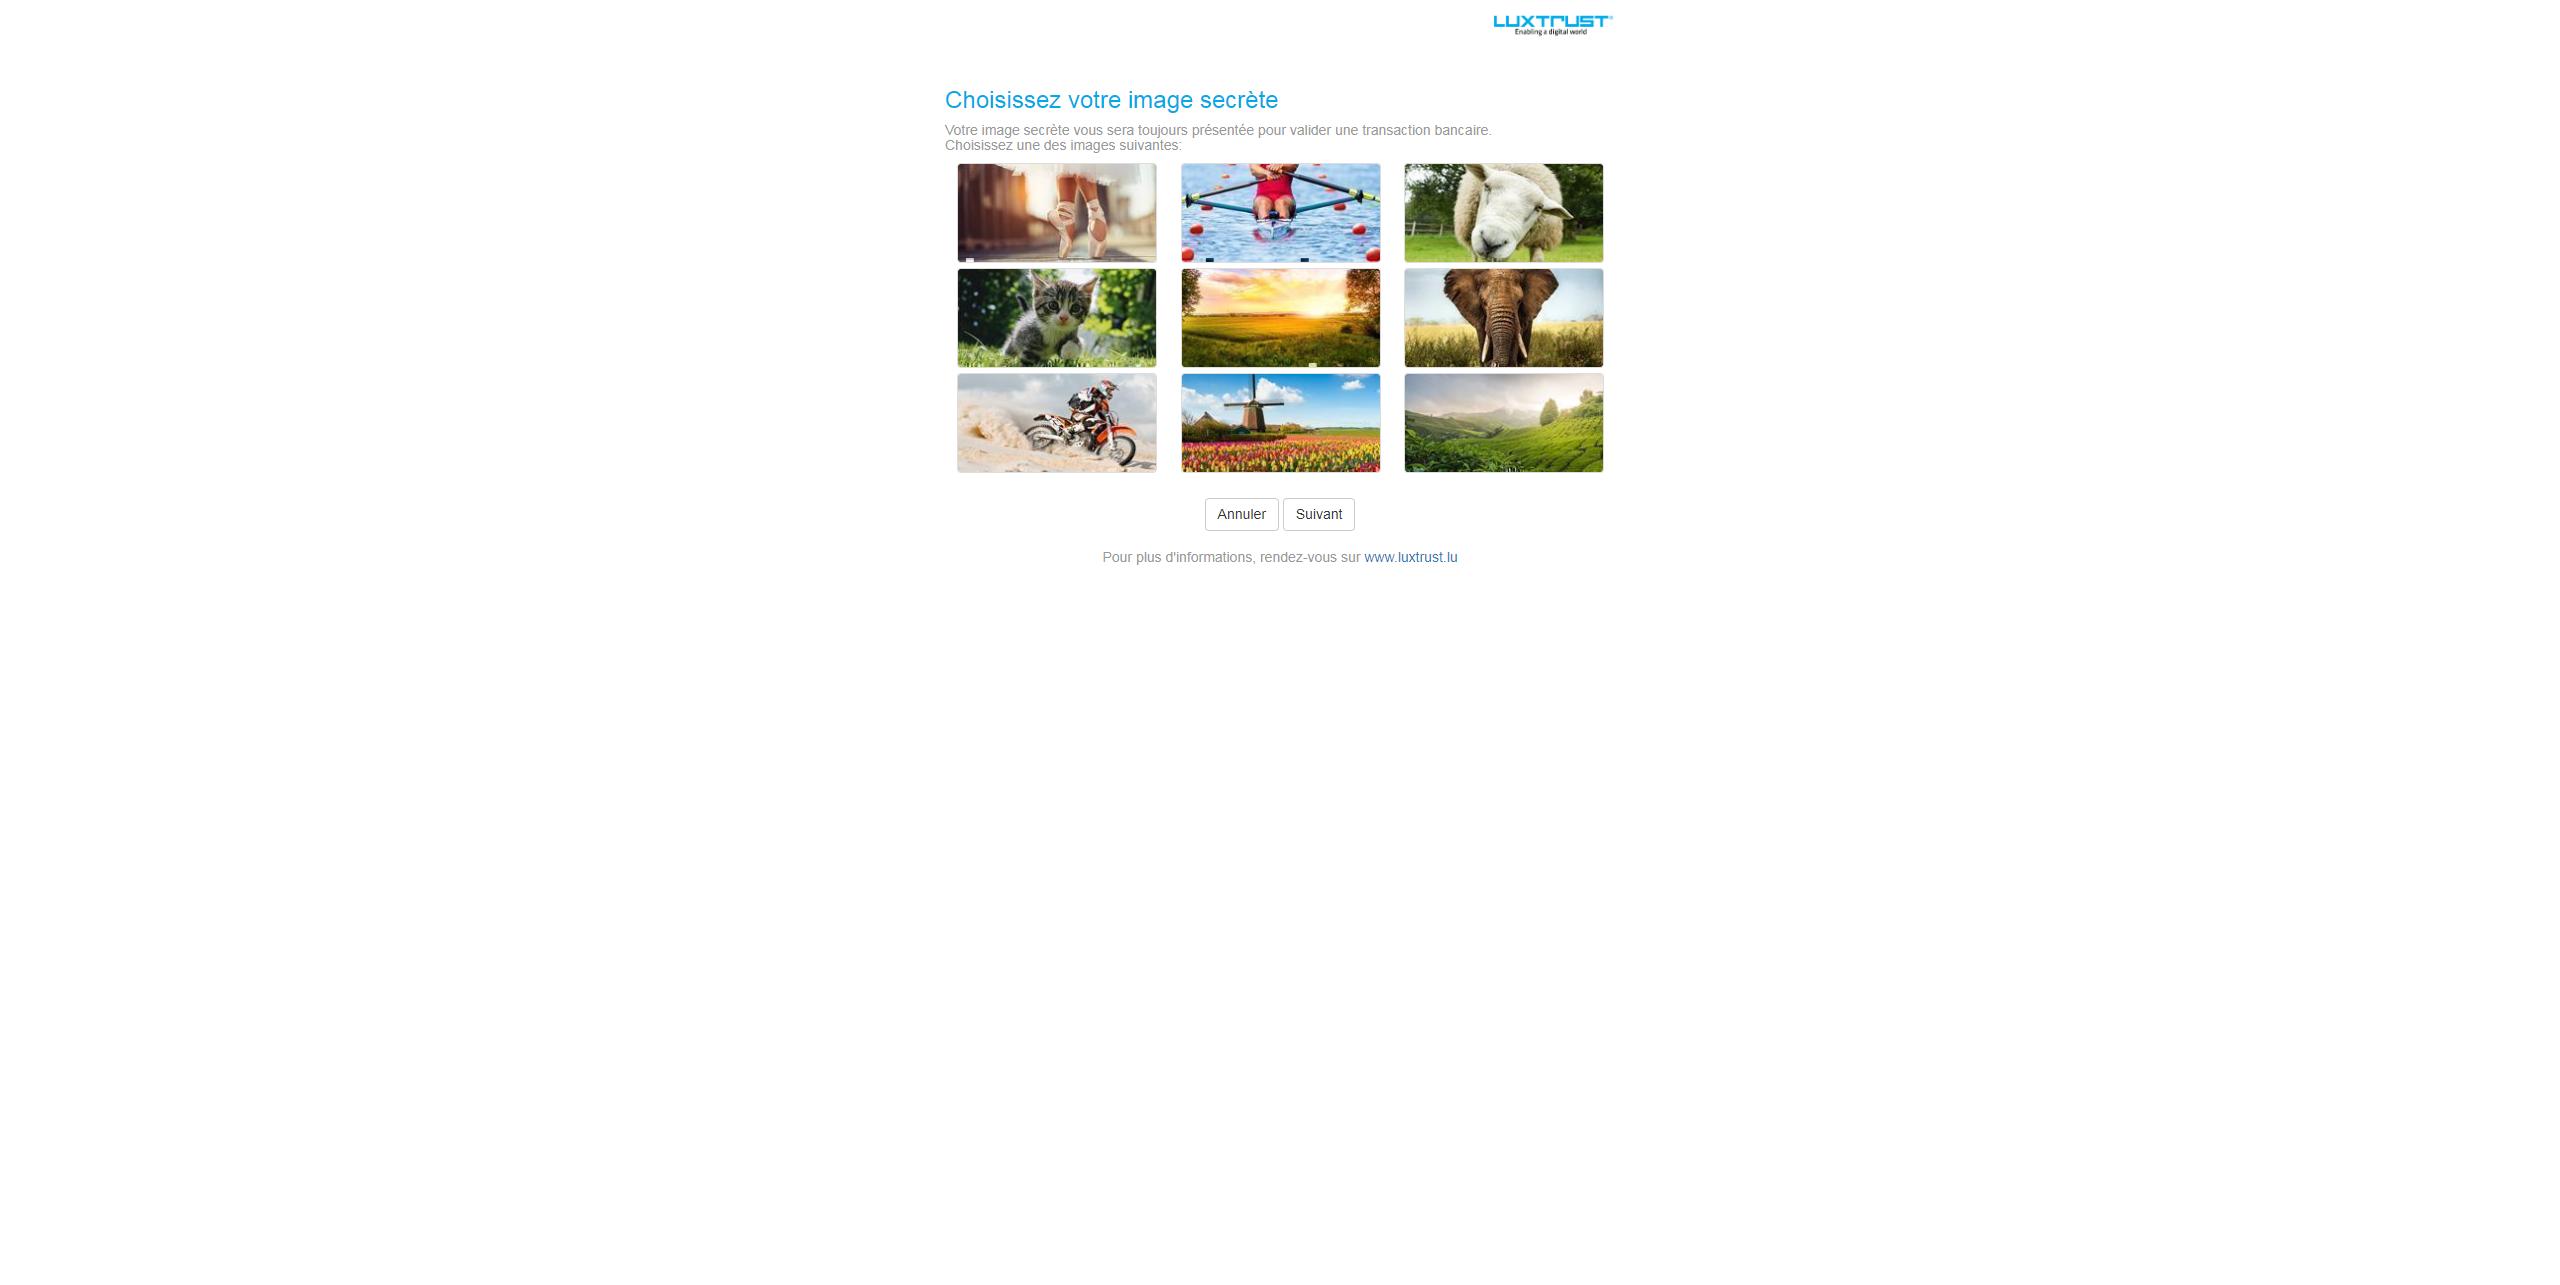 LUXTRUST
Enabling a digital world
Choisissez votre image secrète
Votre image secrète vous sera toujours présentée pour valider une transaction bancaire.
Choisissez une des images suivantes:
Annuler Suivant
Pour plus d'informations, rendez-vous sur www.luxtrust.lu